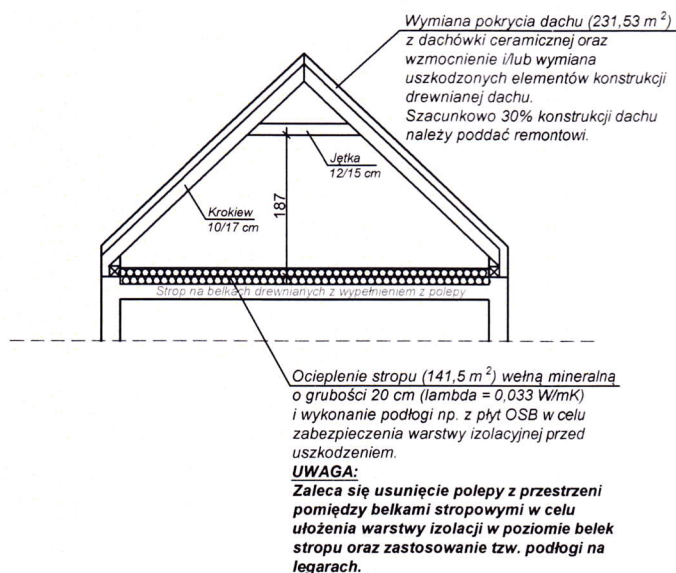 Wymiana pokrycia dachu (231,53 m²)
z dachówki ceramicznej oraz
wzmocnienie i/lub wymiana
uszkodzonych elementów konstrukcji
drewnianej dachu.
Szacunkowo 30% konstrukcji dachu
należy poddać remontowi.
Jętka
12/15 cm
187
Krokiew
10/17 cm
Strop na belkach drewnianych z wypełnieniem z polepy
Ocieplenie stropu (141,5 m²) wełną mineralną
o grubości 20 cm (lambda = 0,033 W/mK)
i wykonanie podłogi np. z płyt OSB w celu
zabezpieczenia warstwy izolacyjnej przed
uszkodzeniem.
UWAGA:
Zaleca się usunięcie polepy z przestrzeni
pomiędzy belkami stropowymi w celu
ułożenia warstwy izolacji w poziomie belek
stropu oraz zastosowanie tzw. podłogi na
legarach.